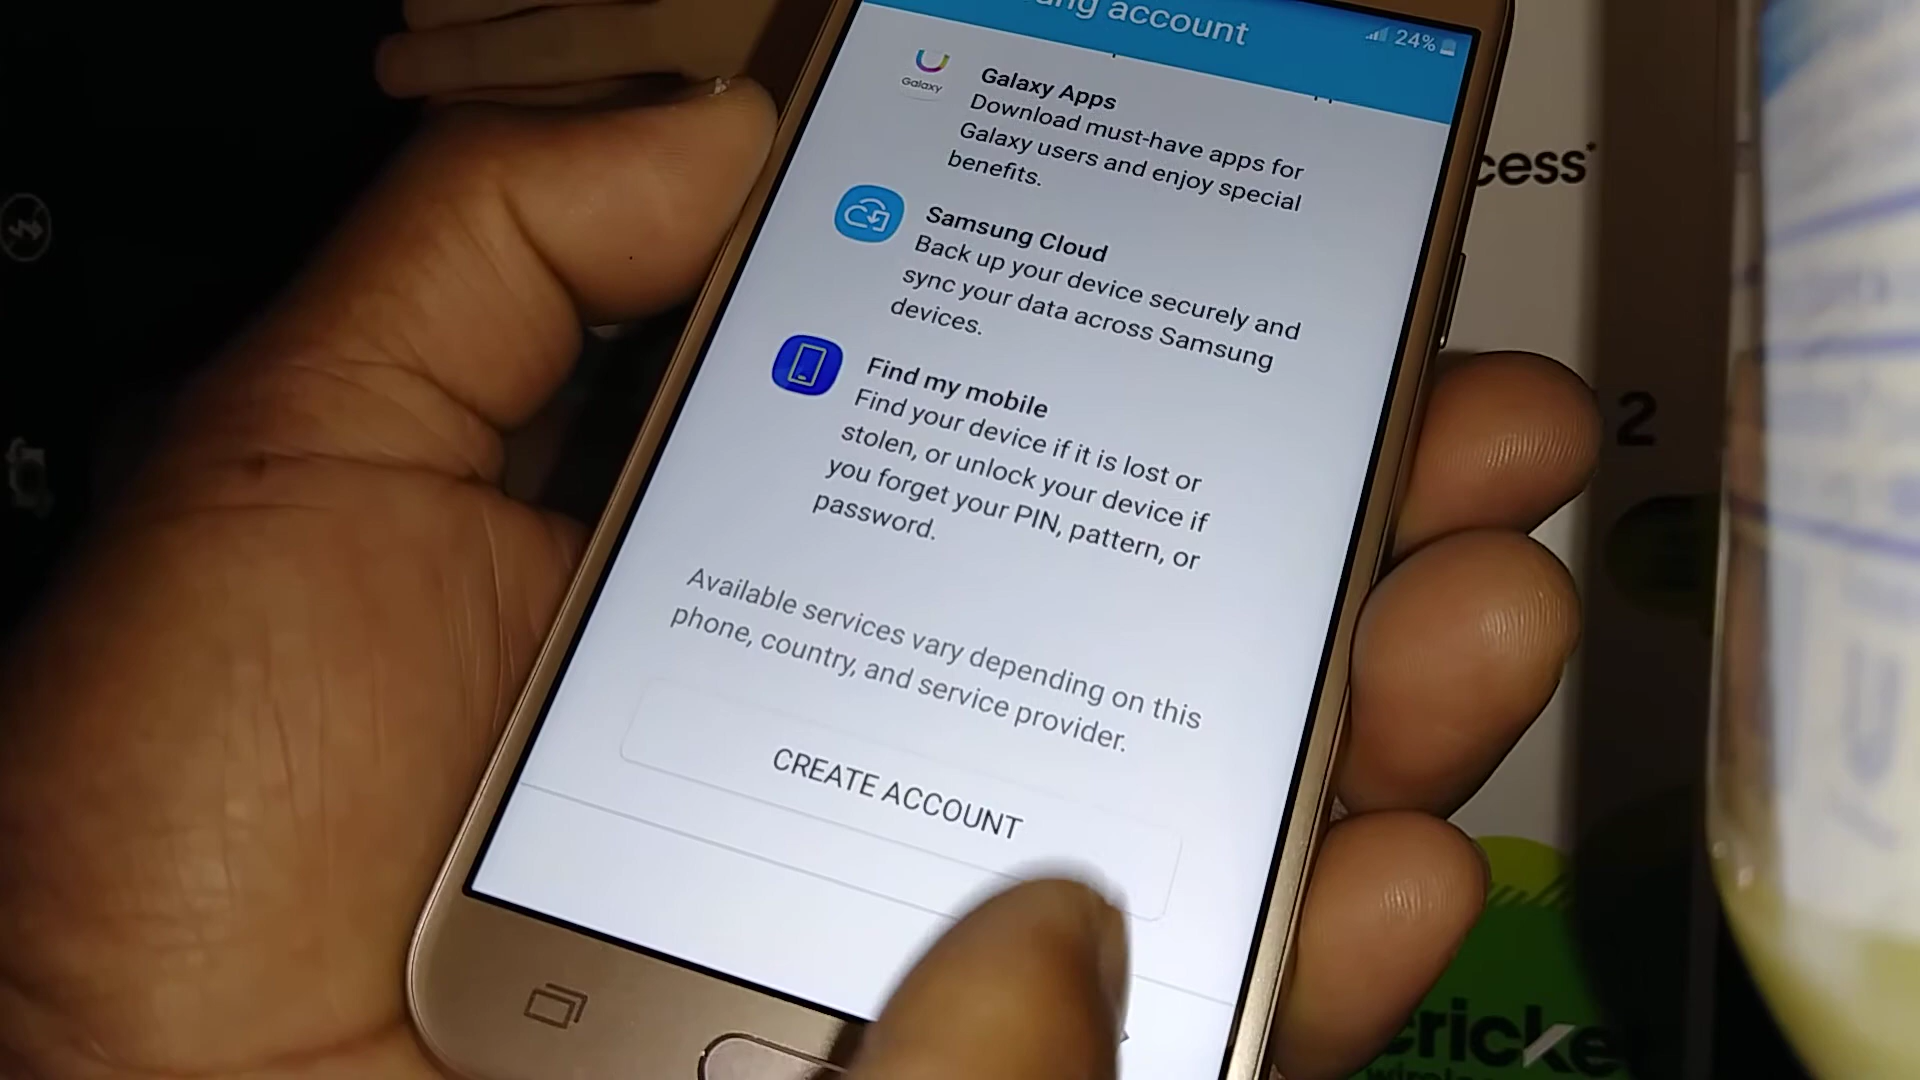 ung account
24%
Galaxy
Galaxy Apps
Download must-have apps for
Galaxy users and enjoy special
benefits.
Samsung Cloud
Back up your device securely and
sync your data across Samsung
devices.
Find my mobile
Find your device if it is lost or
stolen, or unlock your device if
you forget your PIN, pattern, or
password.
Available services vary depending on this
phone, country, and service provider.
CREATE ACCOUNT
cess*
2
cricke
wirele